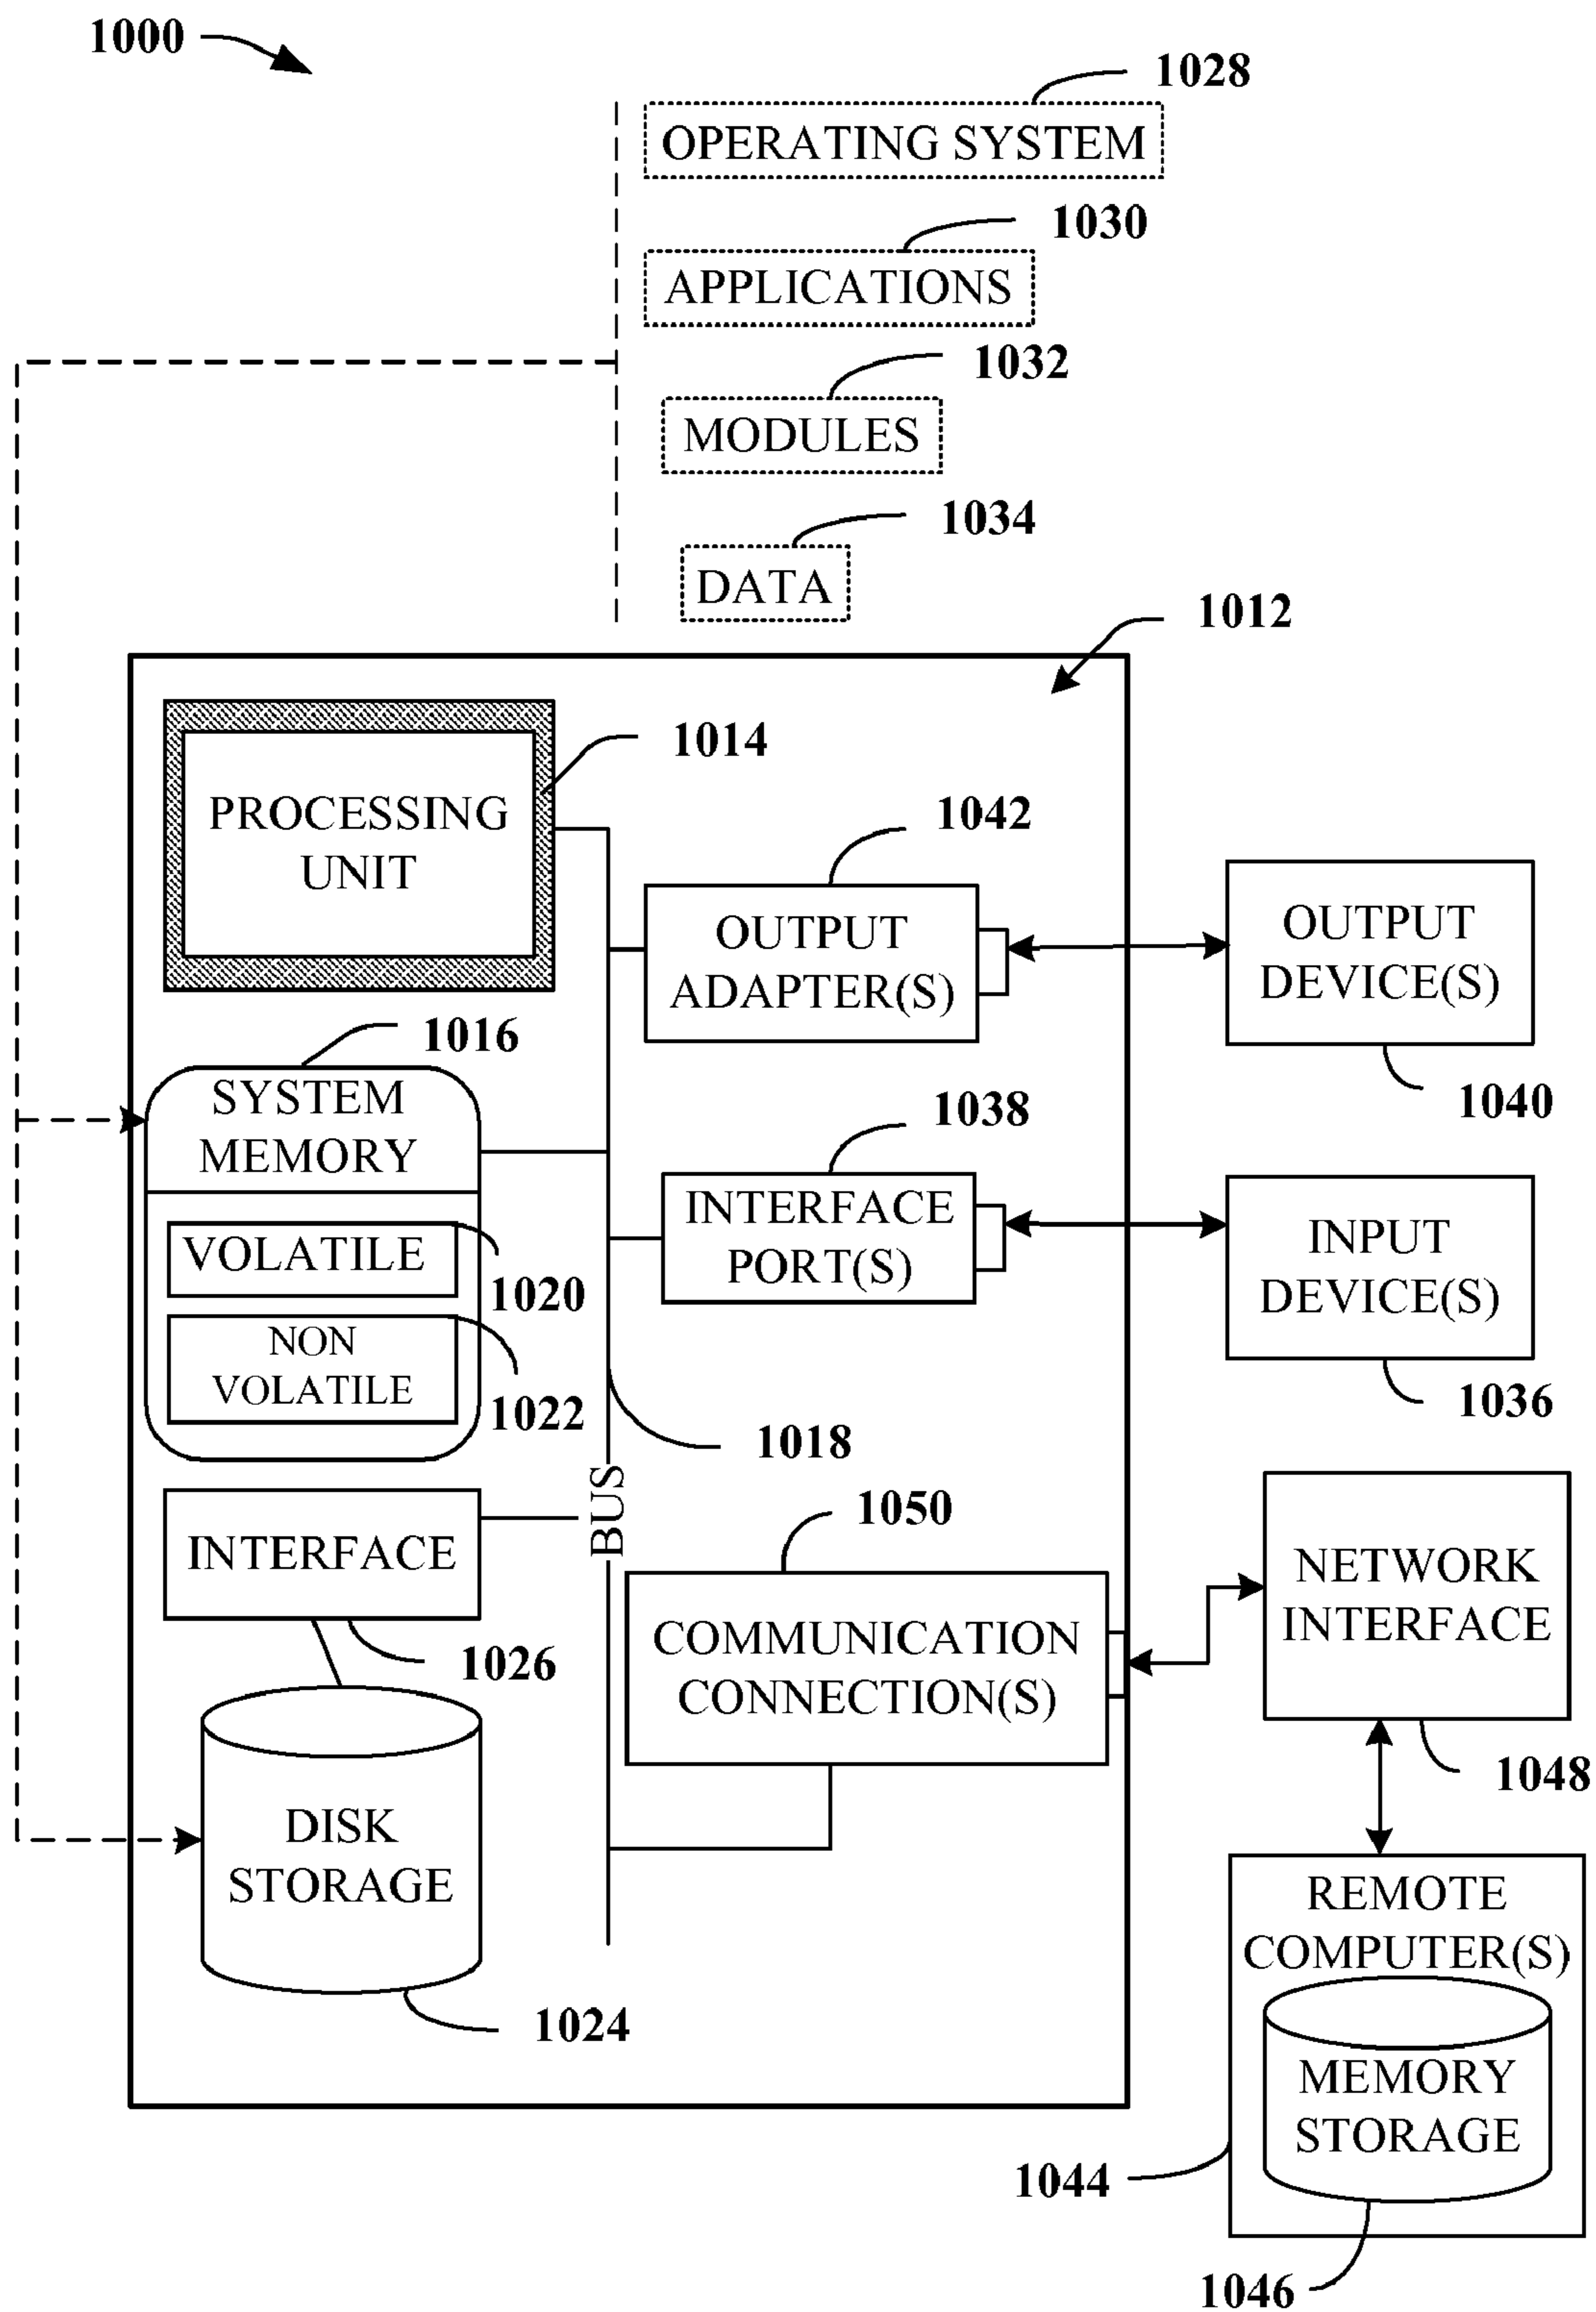 1000
1028
OPERATING SYSTEM
1030
APPLICATIONS
1032
MODULES
1034
DATA
1012
PROCESSING
UNIT
1014
1042
OUTPUT
ADAPTER(S)
OUTPUT
DEVICE(S)
1040
1016
SYSTEM
MEMORY
VOLATILE
1020
NON
VOLATILE
1022
1038
INTERFACE
PORT(S)
INPUT
DEVICE(S)
1036
1018
BUS
INTERFACE
1026
1050
COMMUNICATION
CONNECTION(S)
NETWORK
INTERFACE
1048
DISK
STORAGE
1024
REMOTE
COMPUTER(S)
MEMORY
STORAGE
1044
1046